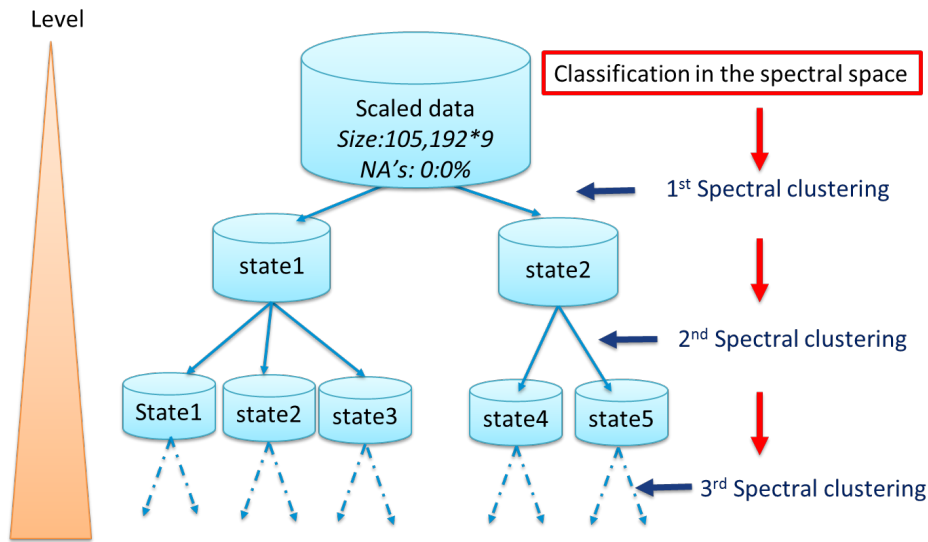 Level
Classification in the spectral space
Scaled data
Size:105,192*9
NA's: 0:0%
1st Spectral clustering
state1
state2
2nd Spectral clustering
State1
state2
state3
state4
state5
3rd Spectral clustering